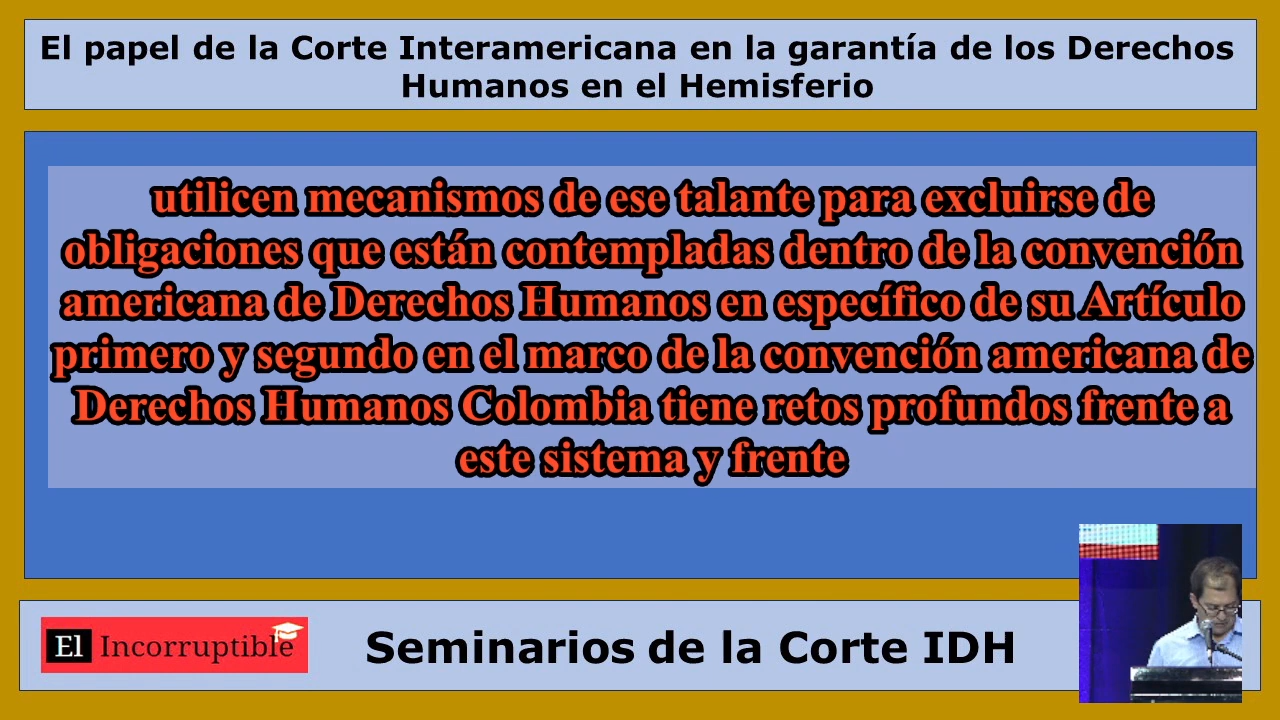 El papel de la Corte Interamericana en la garantía de los Derechos
Humanos en el Hemisferio
utilicen mecanismos de ese talante para excluirse de
obligaciones que están contempladas dentro de la convención
americana de Derechos Humanos en específico de su Artículo
primero y segundo en el marco de la convención americana de
Derechos Humanos Colombia tiene retos profundos frente a
este sistema y frente
El Incorruptible
Seminarios de la Corte IDH